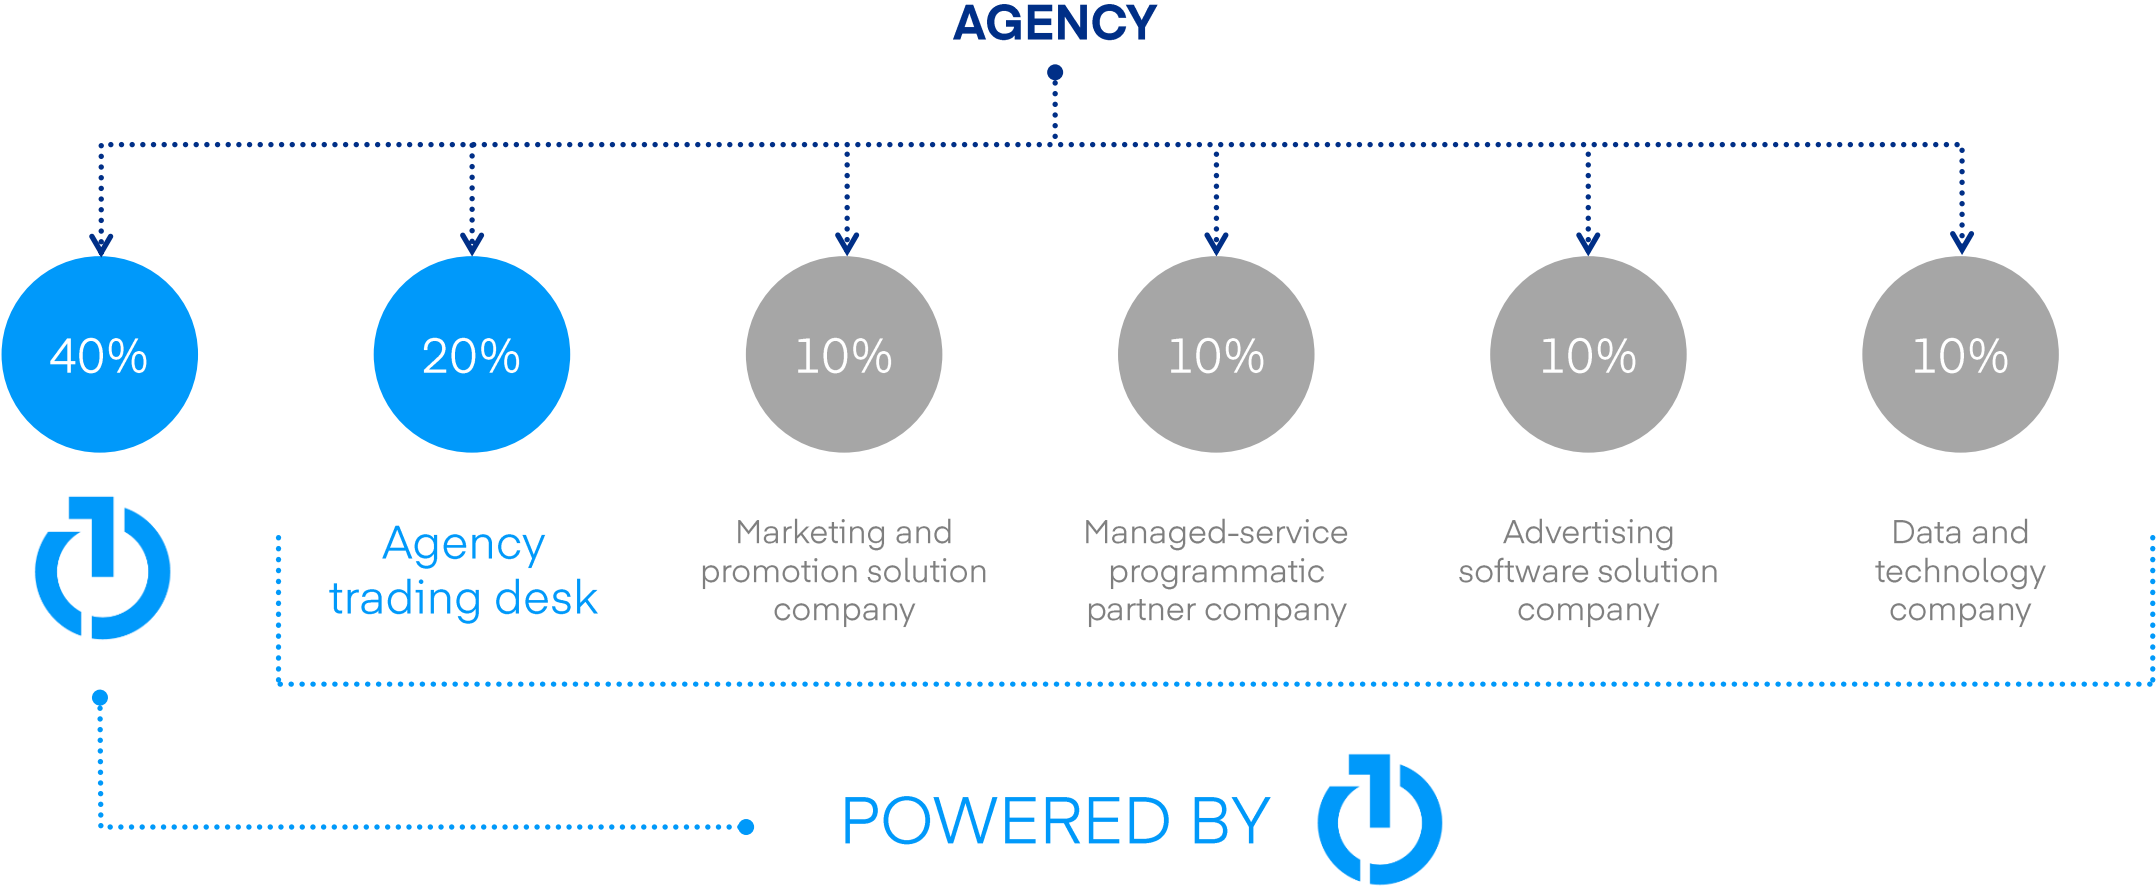 AGENCY
40%
20%
10%
10%
10%
10%
Agency
trading desk
Marketing and
promotion solution
company
Managed-service
programmatic
partner company
Advertising
software solution
company
Data and
technology
company
POWERED BY